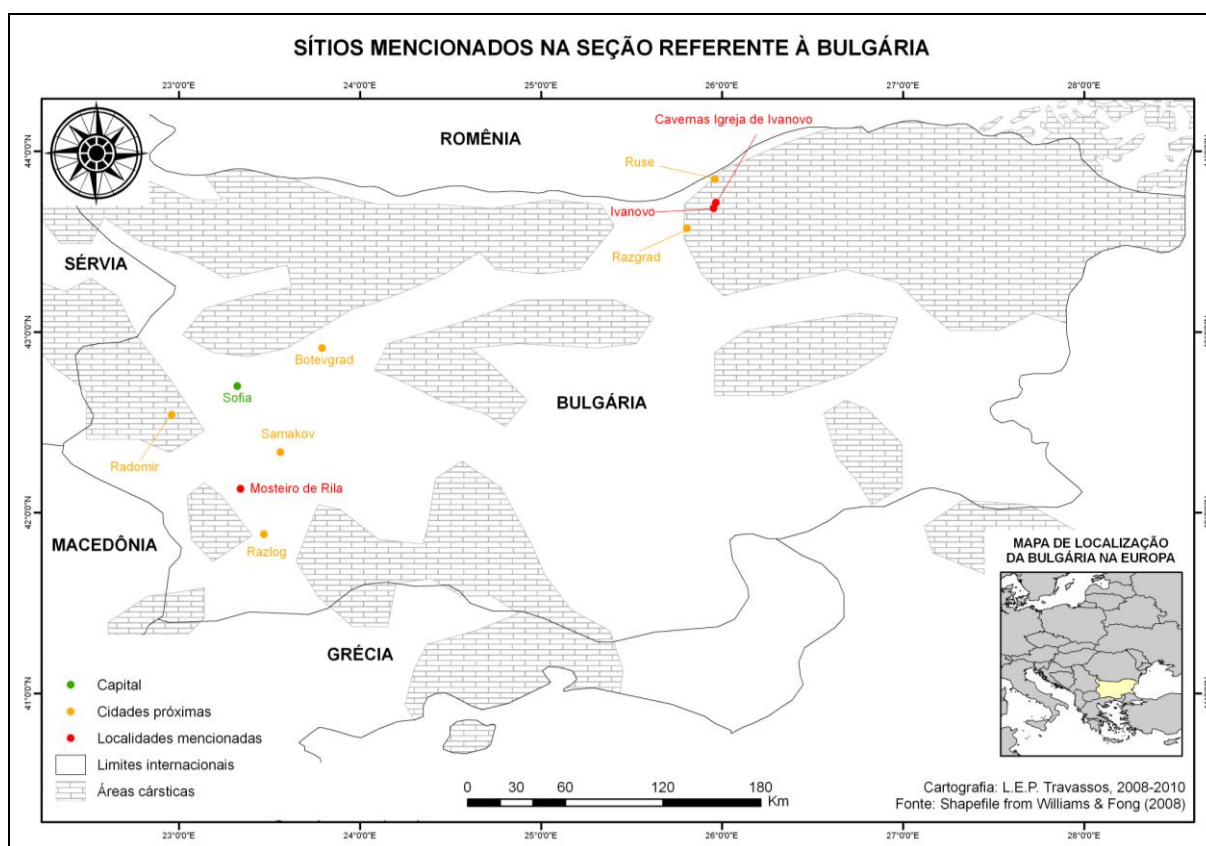 SÍTIOS MENCIONADOS NA SEÇÃO REFERENTE À BULGÁRIA
23°0'0"E 24°0'0"E 25°0'0"E 26°0'0"E 27°0'0"E 28°0'0"E
Cavernas Igreja de Ivanovo
ROMÊNIA
44°0'0"N
Ruse
Ivanovo
Razgrad
SÉRVIA
43°0'0"N
Botevgrad
Sofia
BULGÁRIA
Samakov
Radomir
Mosteiro de Rila
42°0'0"N
MACEDÔNIA
Razlog
MAPA DE LOCALIZAÇÃO
DA BULGÁRIA NA EUROPA
GRÉCIA
41°0'0"N
Capital
Cidades próximas
Localidades mencionadas
Limites internacionais
Áreas cársticas
0 30 60 120 180
Km
Cartografia: L.E.P. Travassos, 2008-2010
Fonte: Shapefile from Williams & Fong (2008)
23°0'0"E 24°0'0"E 25°0'0"E 26°0'0"E 27°0'0"E 28°0'0"E